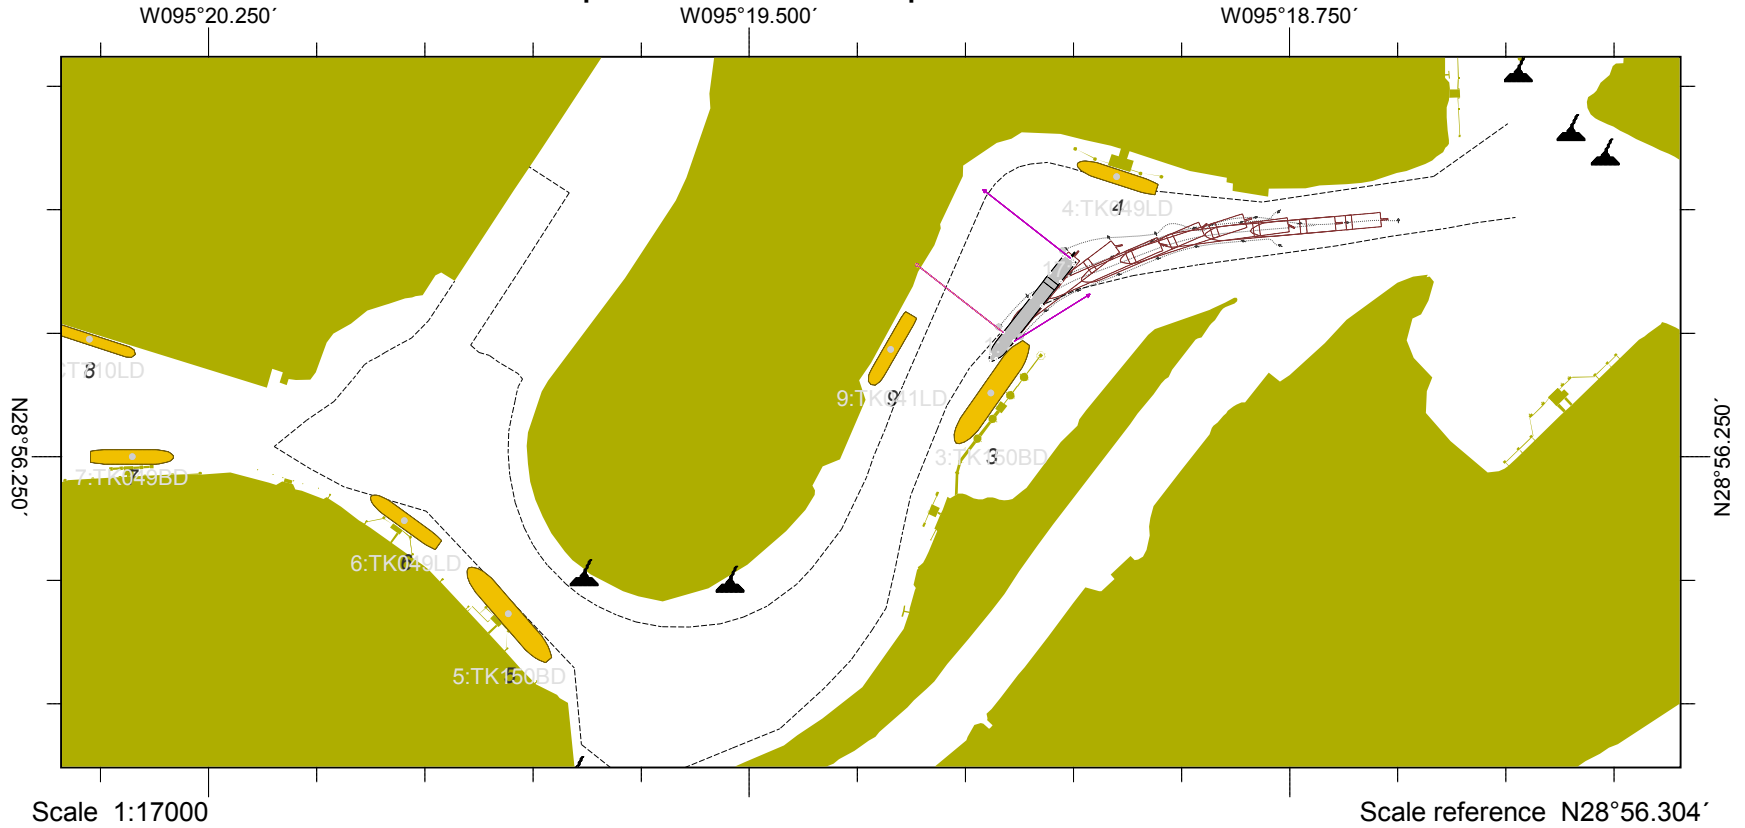 W095°20.250´ W095°19.500´ W095°18.750´
4
4:TK049LD
8
7
7:TK049BD
9
9:TK041LD
3
3:TK150BD
N28°56.250´ N28°56.250´
6:TK049LD
5:TK150BD
Scale 1:17000 Scale reference N28°56.304´